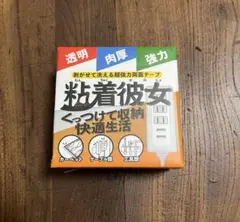 透明 肉厚 強力
剥がせて洗える超強力両面テープ
粘着彼女
くっつけて収納
快適生活